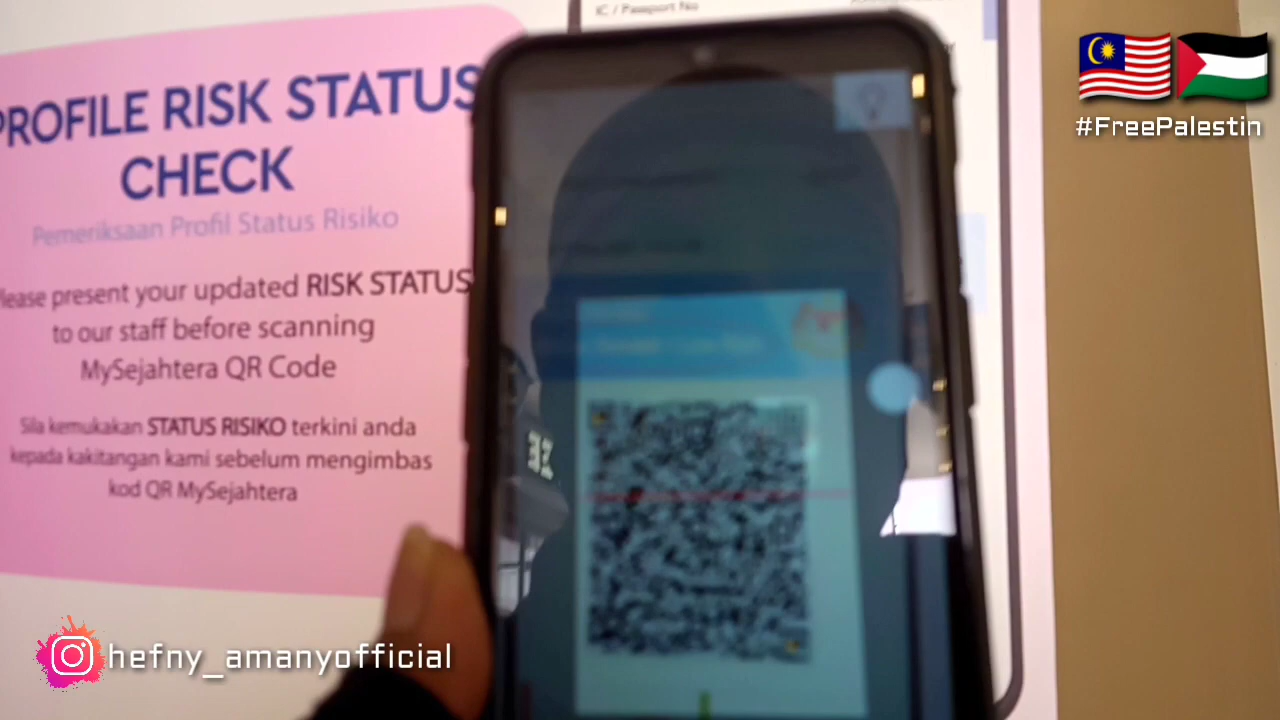 IC / Passport No
PROFILE RISK STATUS
CHECK
Pemeriksaan Profil Status Risiko
Please present your updated RISK STATUS
to our staff before scanning
MySejahtera QR Code
Sila kemukakan STATUS RISIKO terkini anda
kepada kakitangan kami sebelum mengimbas
kod QR MySejahtera
#FreePalestin
hefny_amanyofficial